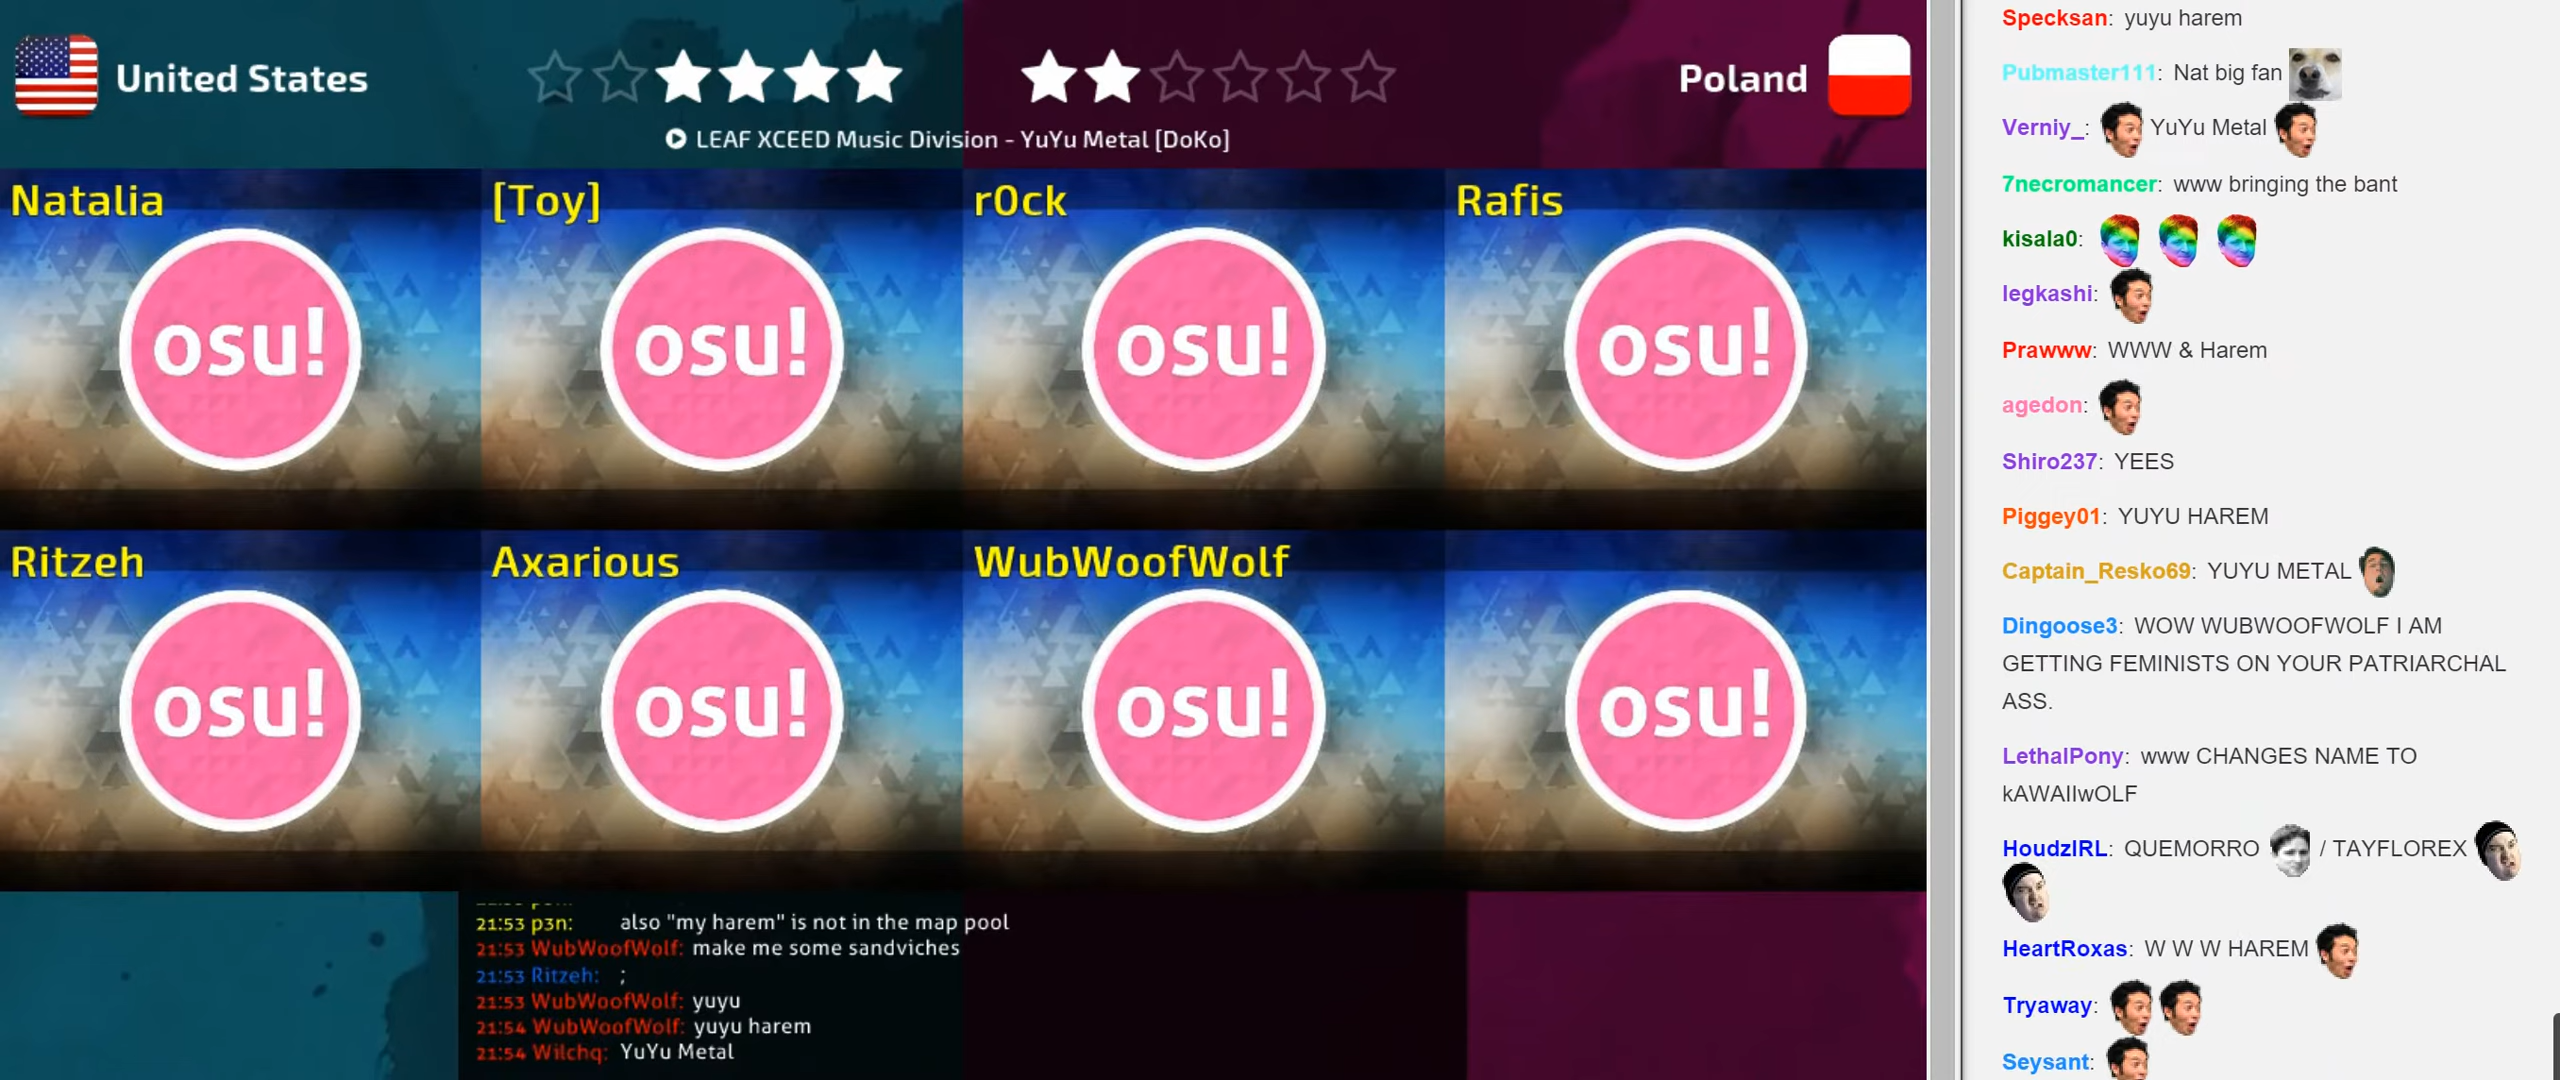 United States
Poland
LEAF XCEED Music Division - YuYu Metal [DoKo]
Natalia
[Toy]
r0ck
Rafis
osu!
osu!
osu!
osu!
Ritzeh
Axarious
WubWoofWolf
osu!
osu!
osu!
osu!
21:53 p3n: also "my harem" is not in the map pool
21:53 WubWoofWolf: make me some sandviches
21:53 Ritzeh: ;
21:53 WubWoofWolf: yuyu
21:54 WubWoofWolf: yuyu harem
21:54 Wilchq: YuYu Metal
Specksan: yuyu harem
Pubmaster111: Nat big fan
Verniy_: YuYu Metal
7necromancer: www bringing the bant
kisala0:
legkashi:
Prawww: WWW & Harem
agedon:
Shiro237: YEES
Piggey01: YUYU HAREM
Captain_Resko69: YUYU METAL
Dingoose3: WOW WUBWOOFWOLF I AM
GETTING FEMINISTS ON YOUR PATRIARCHAL
ASS.
LethalPony: www CHANGES NAME TO
kAWAIIwOLF
HoudzIRL: QUEMORRO / TAYFLOREX
HeartRoxas: W W W HAREM
Tryaway:
Seysant: